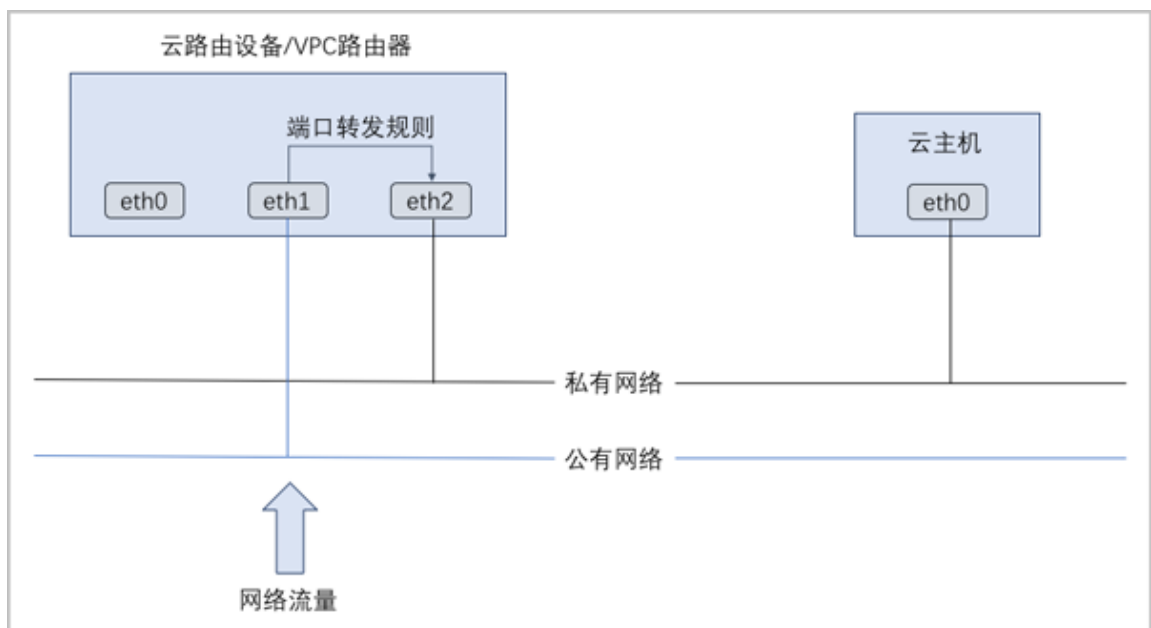 云路由设备/VPC路由器
端口转发规则
云主机
eth0
eth1
eth2
eth0
私有网络
公有网络
网络流量